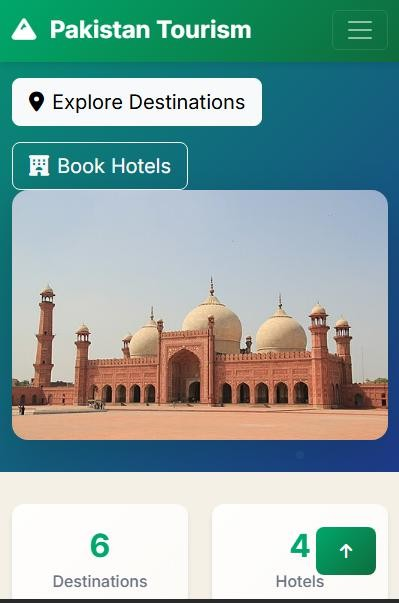 Pakistan Tourism
Explore Destinations
Book Hotels
6
Destinations
4
Hotels